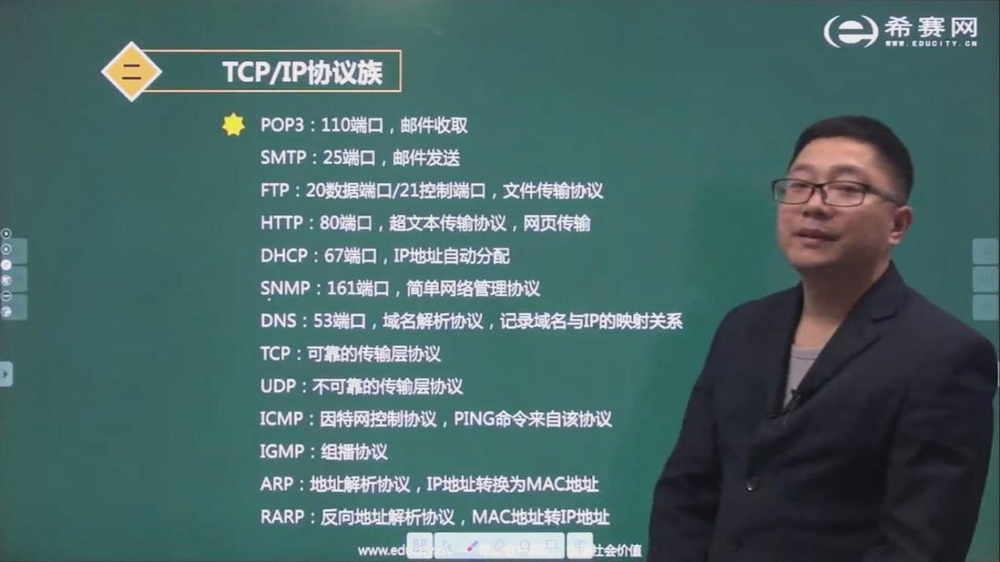 希赛网
WWW.EDUCITY.CN
二
TCP/IP协议族
POP3：110端口，邮件收取
SMTP：25端口，邮件发送
FTP：20数据端口/21控制端口，文件传输协议
HTTP：80端口，超文本传输协议，网页传输
DHCP：67端口，IP地址自动分配
SNMP：161端口，简单网络管理协议
DNS：53端口，域名解析协议，记录域名与IP的映射关系
TCP：可靠的传输层协议
UDP：不可靠的传输层协议
ICMP：因特网控制协议，PING命令来自该协议
IGMP：组播协议
ARP：地址解析协议，IP地址转换为MAC地址
RARP：反向地址解析协议，MAC地址转IP地址
社会价值